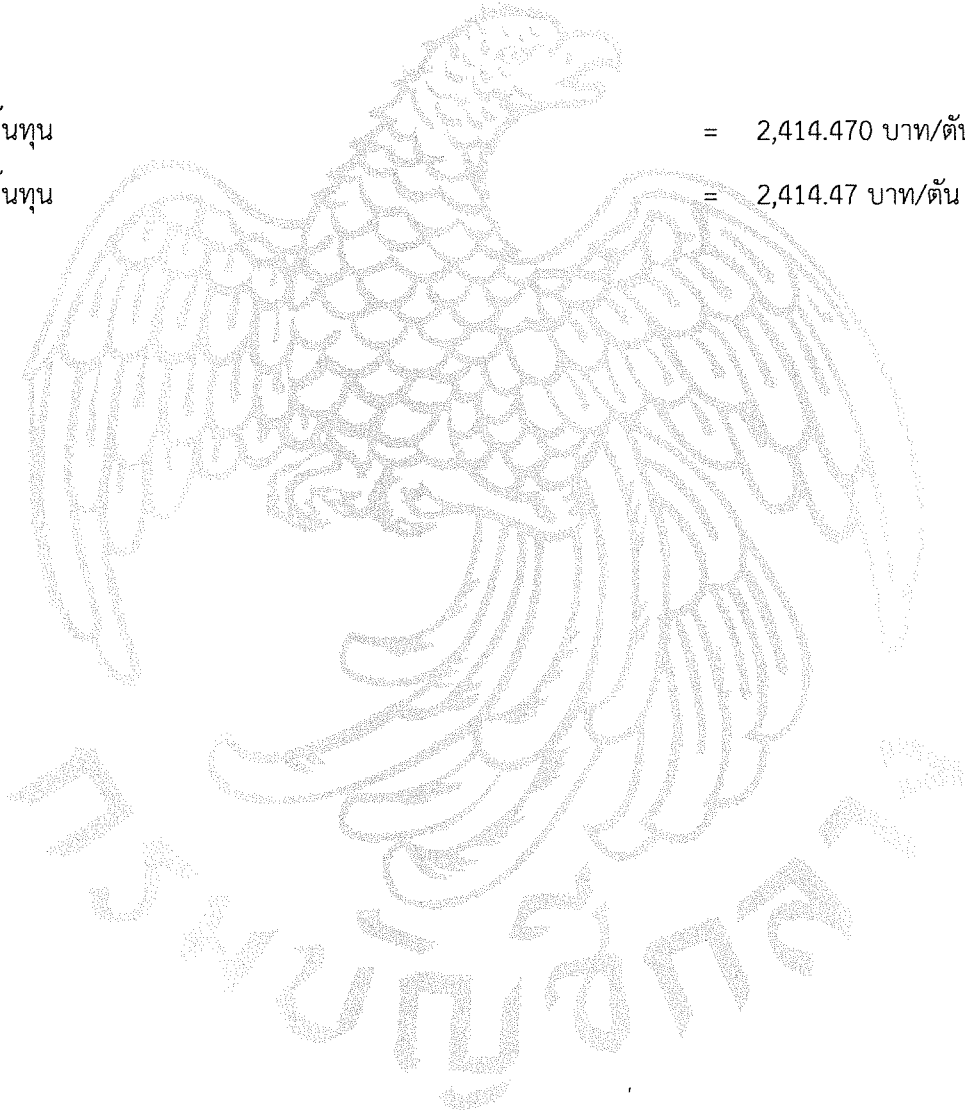 ้นทุน = 2,414.470 บาท/ตัน
้นทุน = 2,414.47 บาท/ตัน
กรมบัญชีกลาง